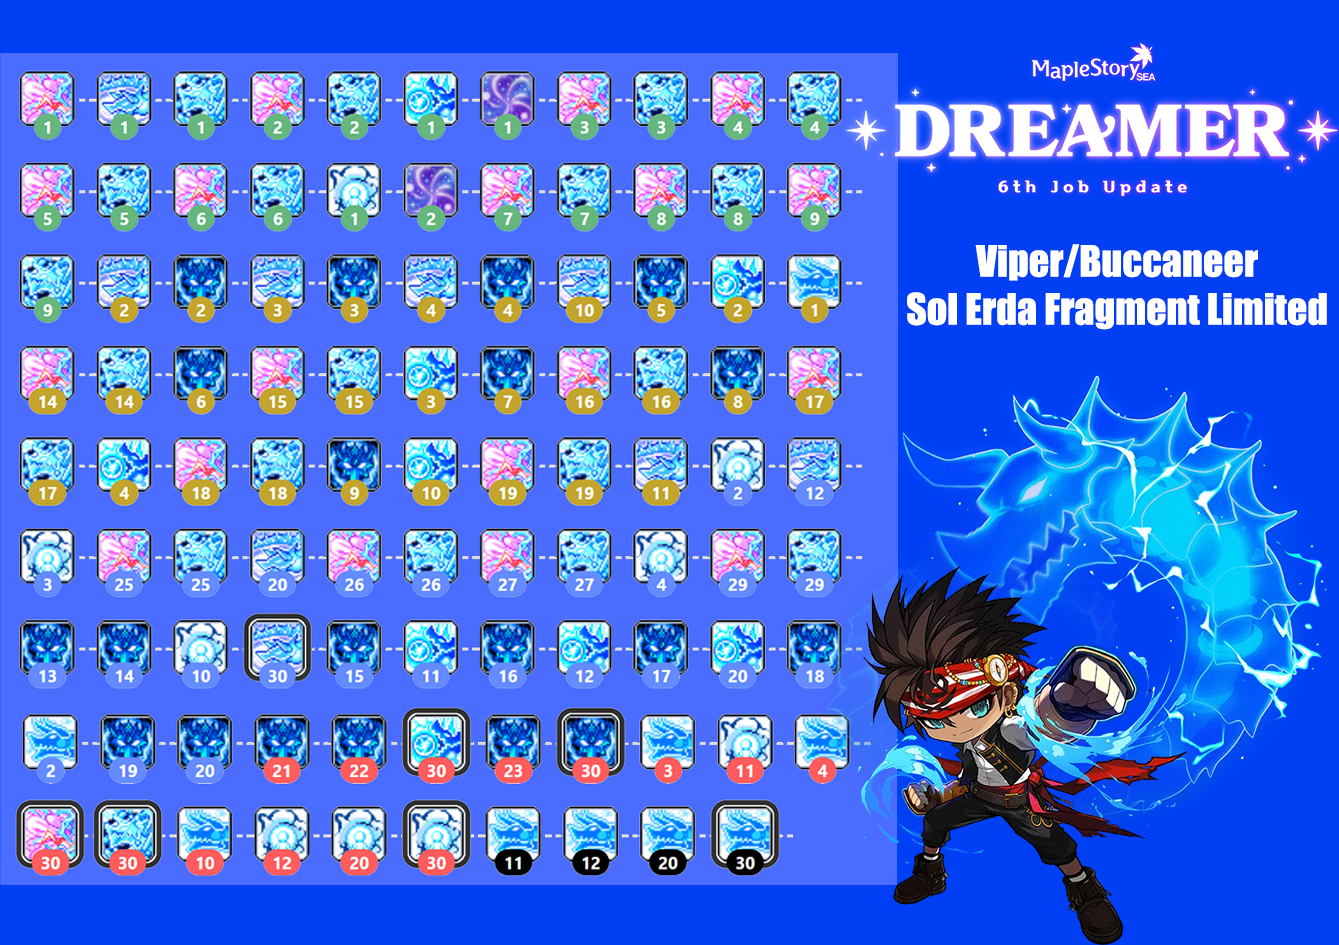 MapleStory
SEA
DREAMER
6th Job Update
Viper/Buccaneer
Sol Erda Fragment Limited
1 1 1 2 2 1 1 3 3 4 4
5 5 6 6 1 2 7 7 8 8 9
9 2 2 3 3 4 4 10 5 2 1
14 14 6 15 15 3 7 16 16 8 17
17 4 18 18 9 10 19 19 11 2 12
3 25 25 20 26 26 27 27 4 29 29
13 14 10 30 15 11 16 12 17 20 18
2 19 20 21 22 30 23 30 3 11 4
30 30 10 12 20 30 11 12 20 30